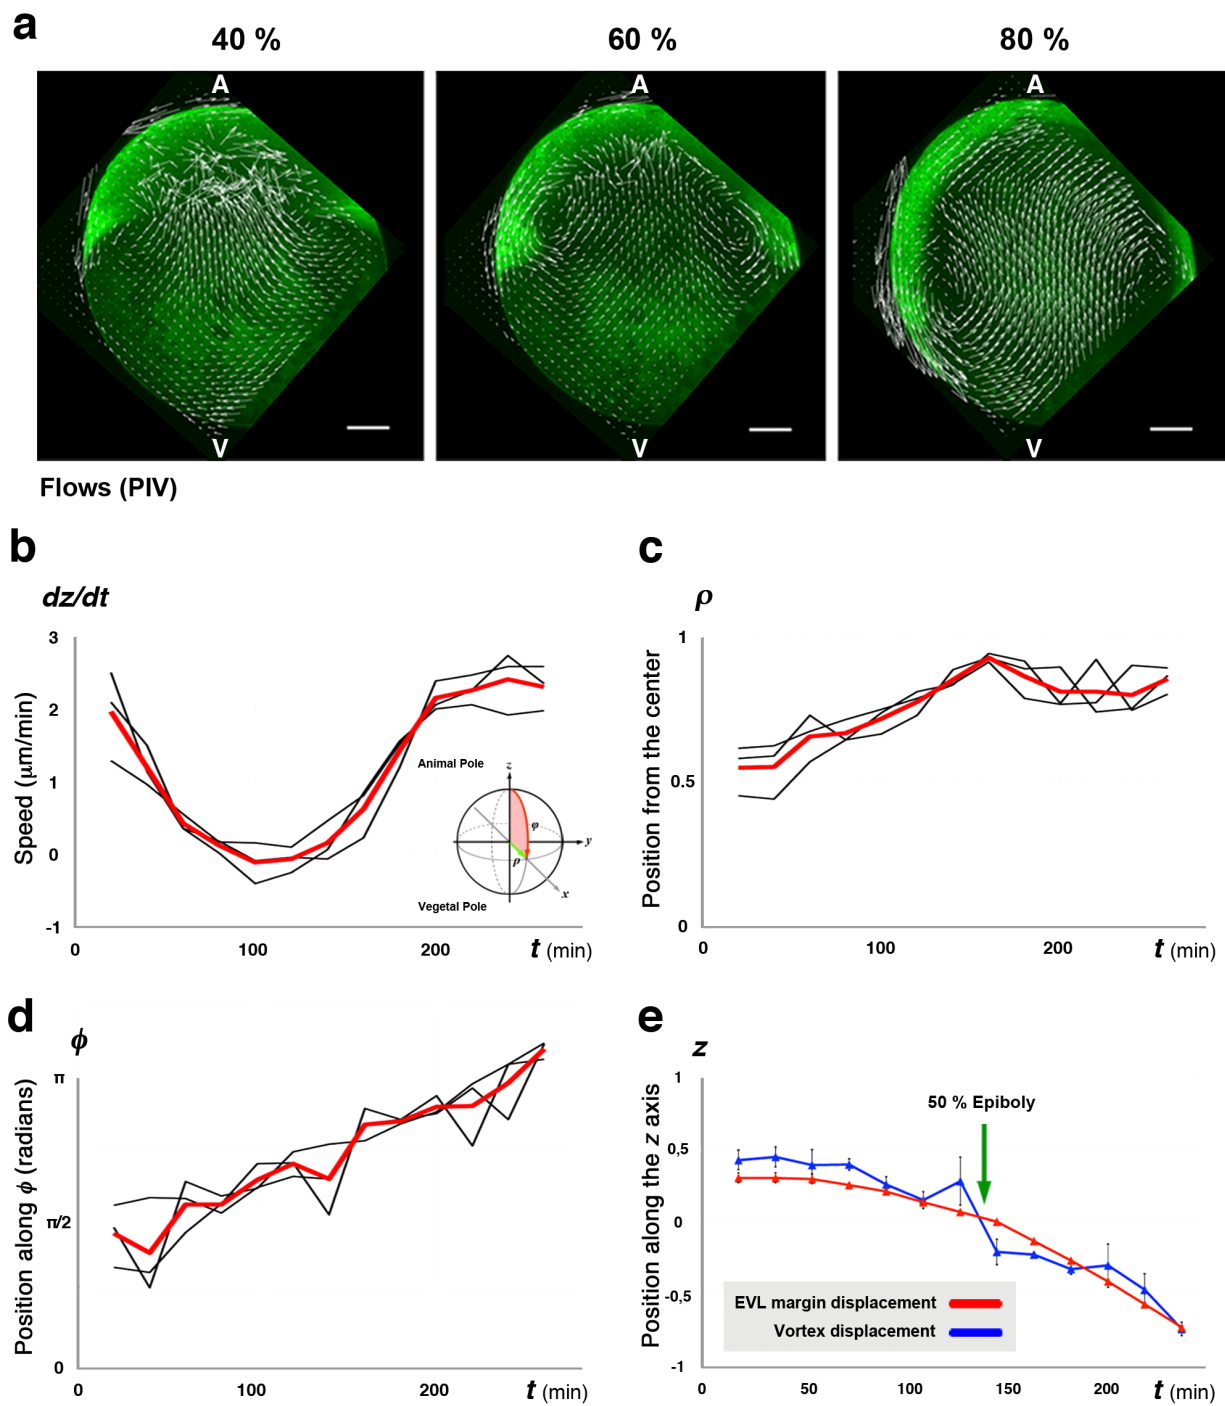 a
40 %
60 %
80 %
A
A
A
V
V
V
Flows (PIV)
b
dz/dt
Speed (µm/min)
3
2
1
0
-1
0
100
200
t (min)
Animal Pole
z
φ
y
p
x
Vegetal Pole
c
ρ
Position from the center
1
0.5
0
0
100
200
t (min)
d
ϕ
Position along ϕ (radians)
π
π/2
0
0
100
200
t (min)
e
z
Position along the z axis
1
0,5
0
-0,5
-1
50 % Epiboly
EVL margin displacement
Vortex displacement
0
50
100
150
200
t (min)